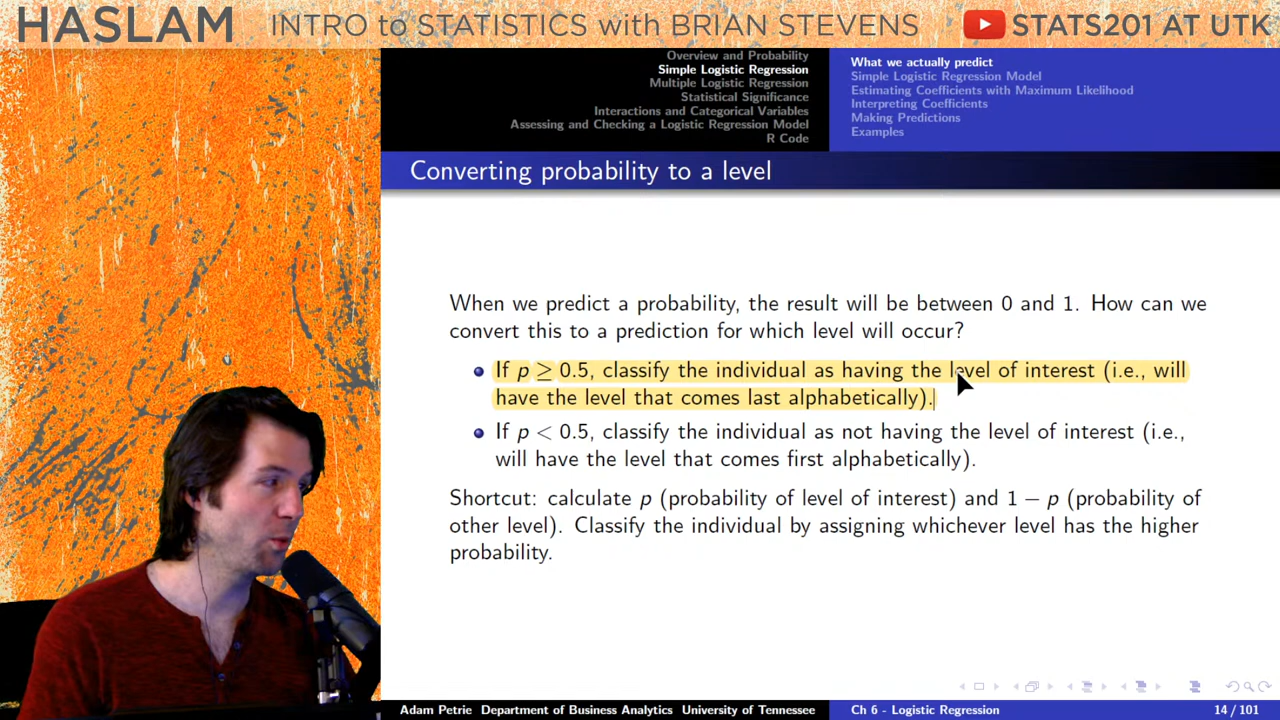 HASLAM INTRO to STATISTICS with BRIAN STEVENS STATS201 AT UTK
Overview and Probability
Simple Logistic Regression
Multiple Logistic Regression
Statistical Significance
Interactions and Categorical Variables
Assessing and Checking a Logistic Regression Model
R Code
What we actually predict
Simple Logistic Regression Model
Estimating Coefficients with Maximum Likelihood
Interpreting Coefficients
Making Predictions
Examples
Converting probability to a level
When we predict a probability, the result will be between 0 and 1. How can we
convert this to a prediction for which level will occur?
If p ≥ 0.5, classify the individual as having the level of interest (i.e., will
have the level that comes last alphabetically).
If p < 0.5, classify the individual as not having the level of interest (i.e.,
will have the level that comes first alphabetically).
Shortcut: calculate p (probability of level of interest) and 1 − p (probability of
other level). Classify the individual by assigning whichever level has the higher
probability.
Adam Petrie Department of Business Analytics University of Tennessee Ch 6 - Logistic Regression 14 / 101